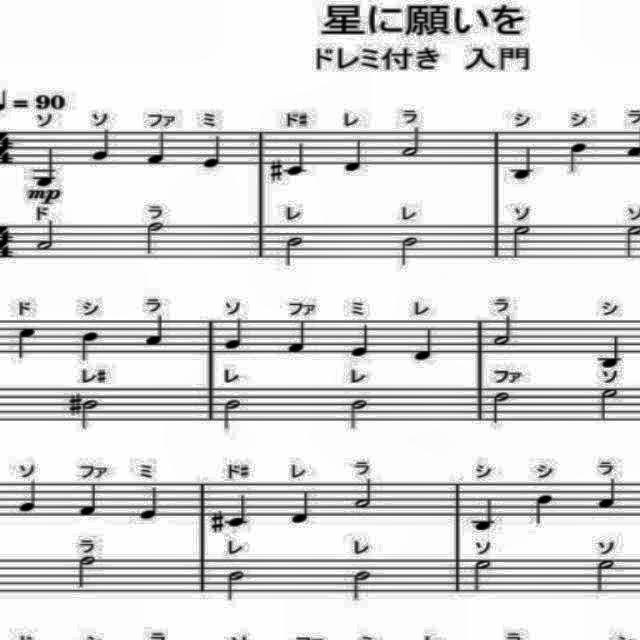 星に願いを
ドレミ付き 入門
♩ = 90
ソ ソ ファ ミ ド# レ ラ シ シ ラ
mp
ド ラ レ レ ソ ソ
ド シ ラ ソ ファ ミ レ ラ シ
レ# レ レ ファ ソ
ソ ファ ミ ド# レ ラ シ シ ラ
ラ レ レ ソ ソ